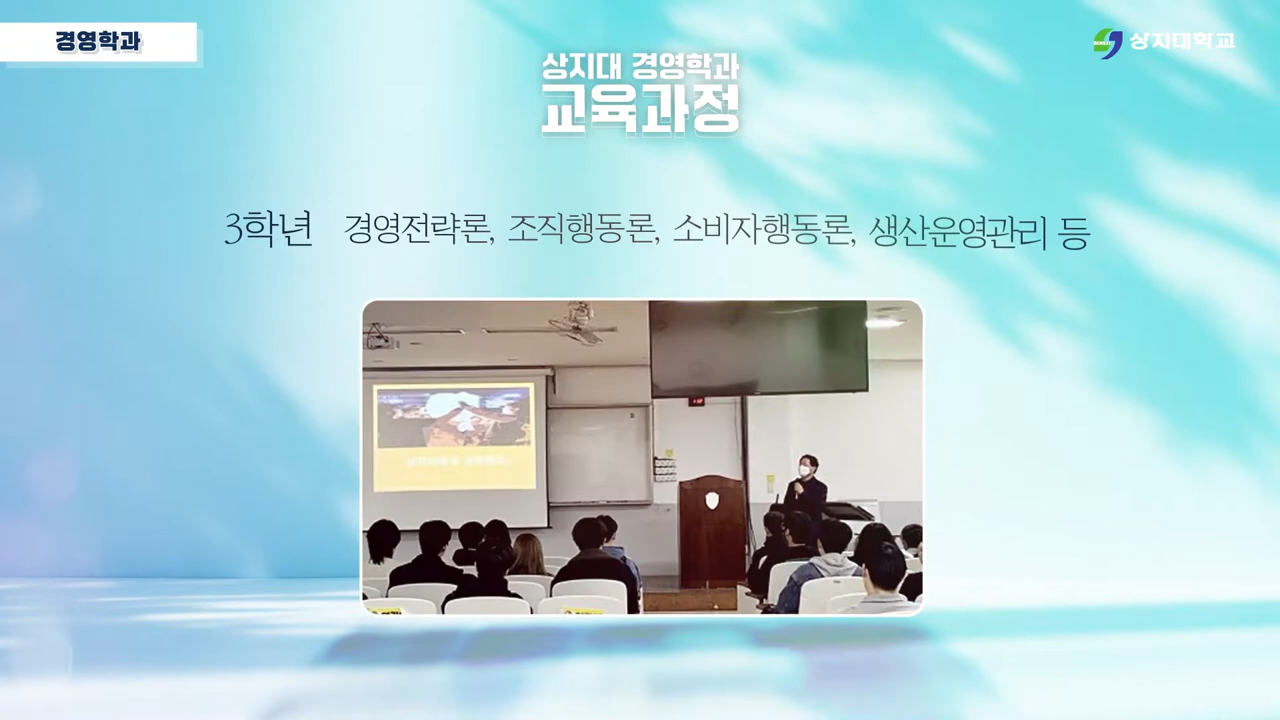 경영학과
상지대학교
상지대 경영학과
교육과정
3학년 경영전략론, 조직행동론, 소비자행동론, 생산운영관리 등